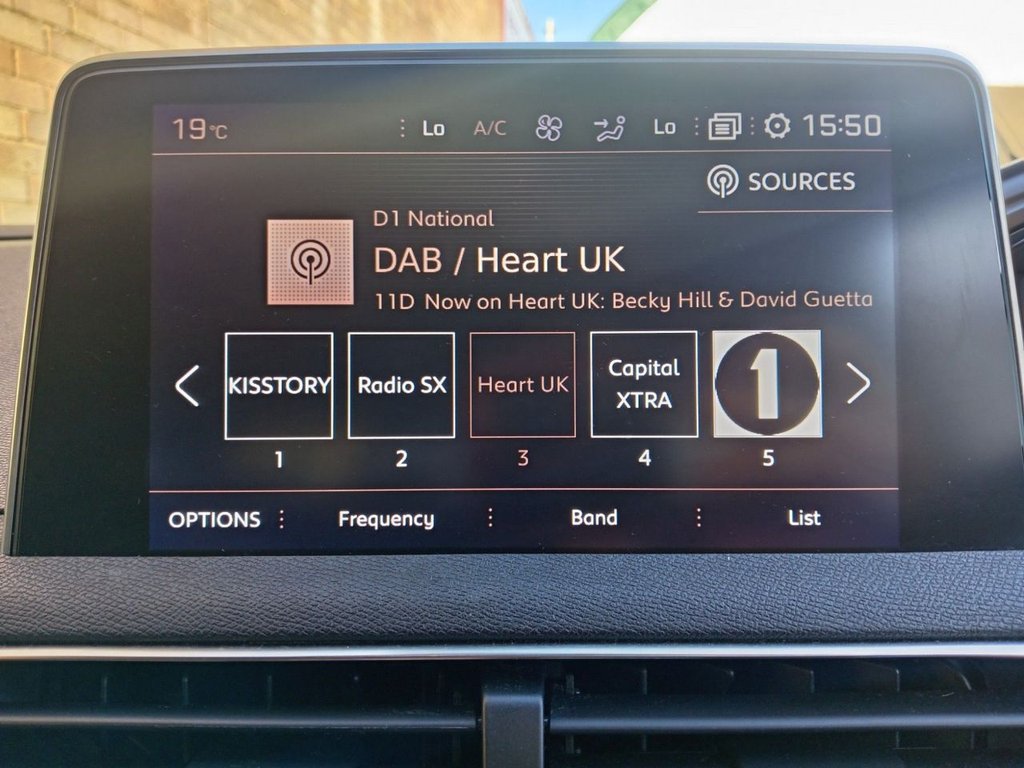 19°C Lo A/C Lo 15:50
SOURCES
D1 National
DAB / Heart UK
11D Now on Heart UK: Becky Hill & David Guetta
KISSTORY Radio SX Heart UK Capital XTRA 1
1 2 3 4 5
OPTIONS Frequency Band List